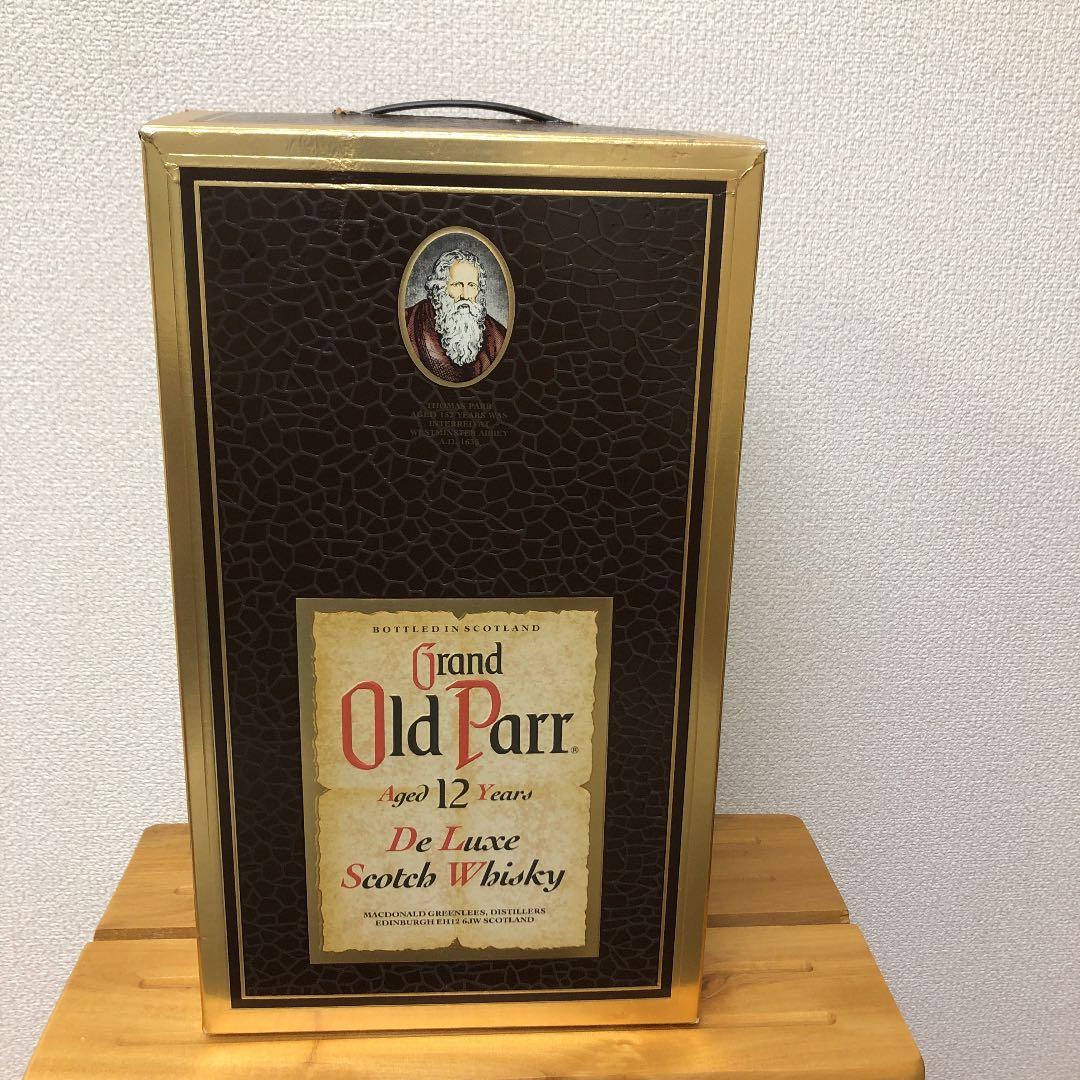 THOMAS PARR
AGED 152 YEARS WAS
INTERRED AT
WESTMINSTER ABBEY
A.D. 1635
BOTTLED IN SCOTLAND
Grand
Old Parr ®
Aged 12 Years
De Luxe
Scotch Whisky
MACDONALD GREENLEES, DISTILLERS
EDINBURGH EH12 6JW SCOTLAND